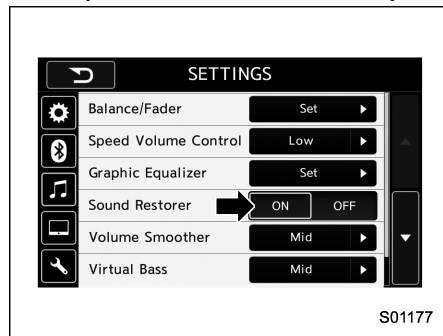 SETTINGS
Balance/Fader Set
Speed Volume Control Low
Graphic Equalizer Set
Sound Restorer ON OFF
Volume Smoother Mid
Virtual Bass Mid
S01177